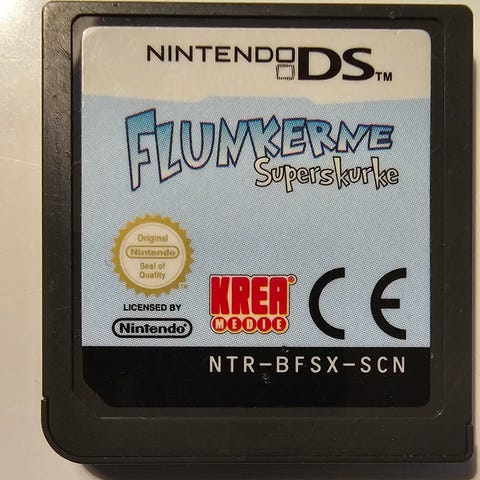 NINTENDO DS TM
FLUNKERNE
Superskurke
Original
Nintendo
Seal of
Quality
TM
LICENSED BY
Nintendo®
KREA®
MEDIE
CE
NTR-BFSX-SCN